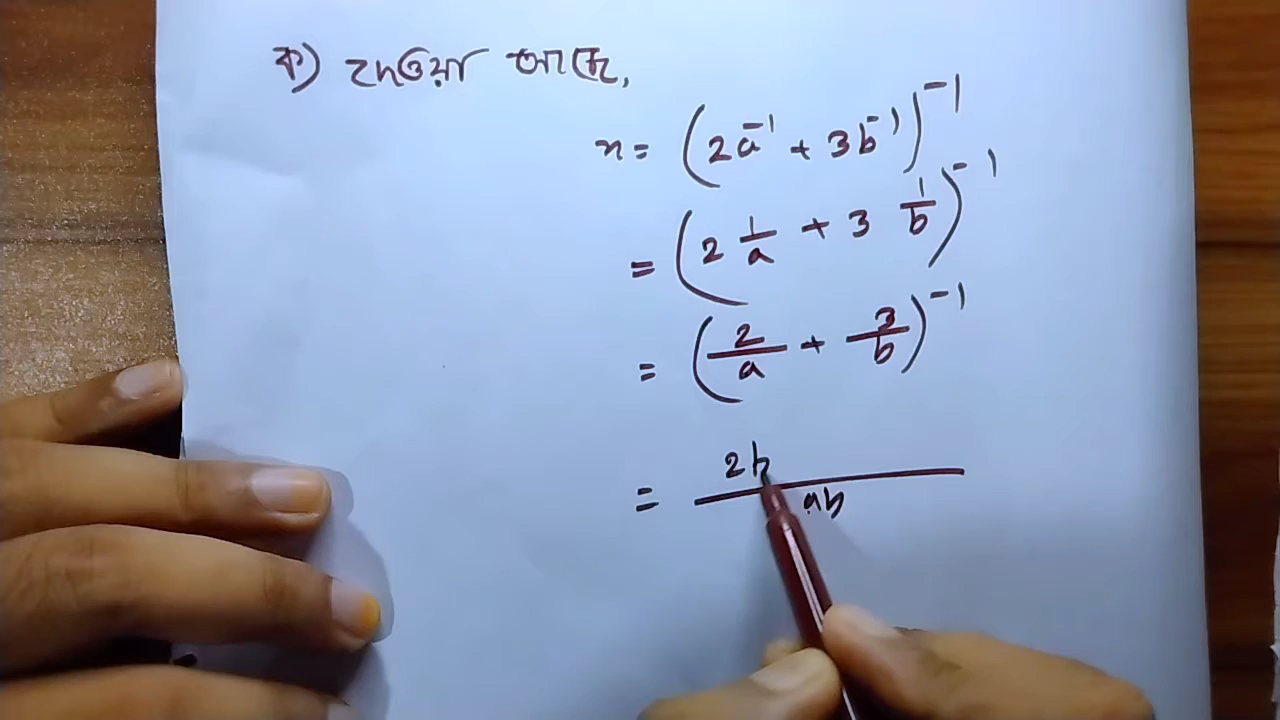 ক) দেওয়া আছে,
x = (2a⁻¹ + 3b⁻¹)⁻¹
= (2 1/a + 3 1/b)⁻¹
= (2/a + 3/b)⁻¹
= 2b/ab